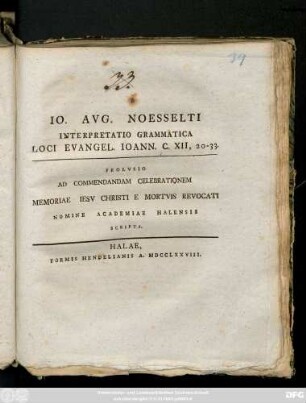 33.
39
IO. AVG. NOESSELTI
INTERPRETATIO GRAMMATICA
LOCI EVANGEL. IOANN. C. XII, 20-33.
PROLVSIO
AD COMMENDANDAM CELEBRATIONEM
MEMORIAE IESV CHRISTI E MORTVIS REVOCATI
NOMINE ACADEMIAE HALENSIS
SCRIPTA.
HALAE,
FORMIS HENDELIANIS A. MDCCLXXVIII.